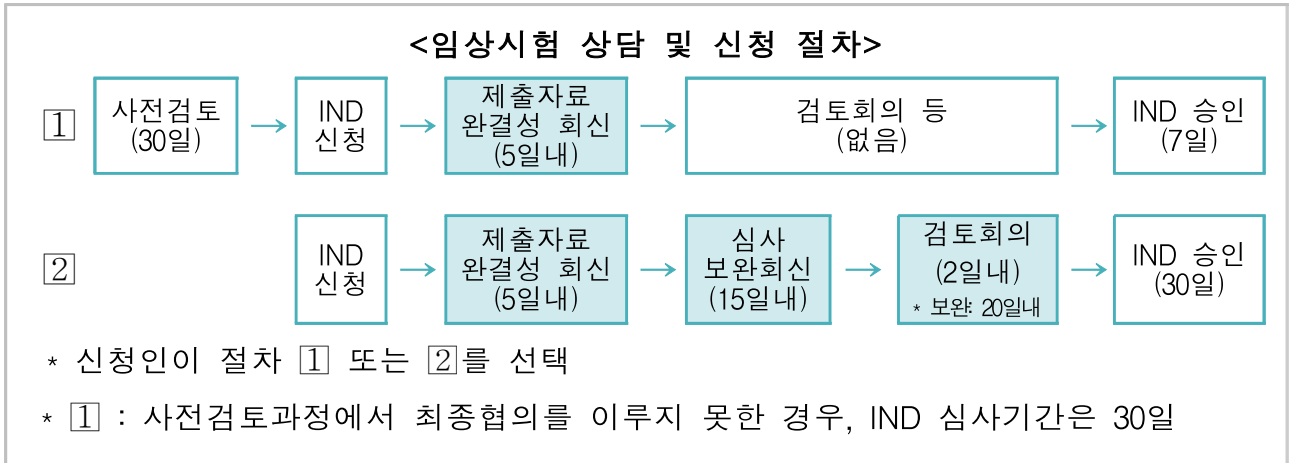 <임상시험 상담 및 신청 절차>
1
사전검토
(30일)
→
IND
신청
→
제출자료
완결성 회신
(5일내)
→
검토회의 등
(없음)
→
IND 승인
(7일)
2
IND
신청
→
제출자료
완결성 회신
(5일내)
→
심사
보완회신
(15일내)
→
검토회의
(2일내)
* 보완: 20일내
→
IND 승인
(30일)
* 신청인이 절차 1 또는 2를 선택
* 1 : 사전검토과정에서 최종협의를 이루지 못한 경우, IND 심사기간은 30일